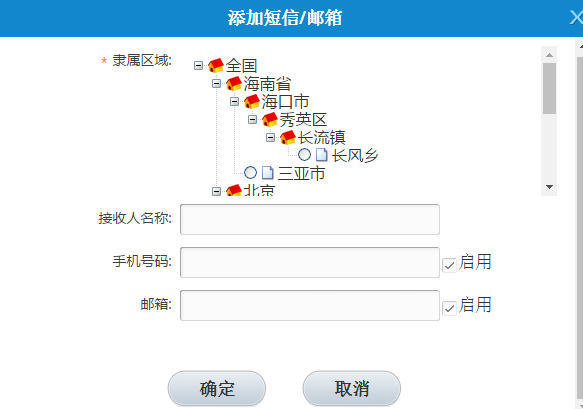 添加短信/邮箱
* 隶属区域:
全国
海南省
海口市
秀英区
长流镇
长风乡
三亚市
北京
接收人名称:
手机号码: 启用
邮箱: 启用
确定 取消